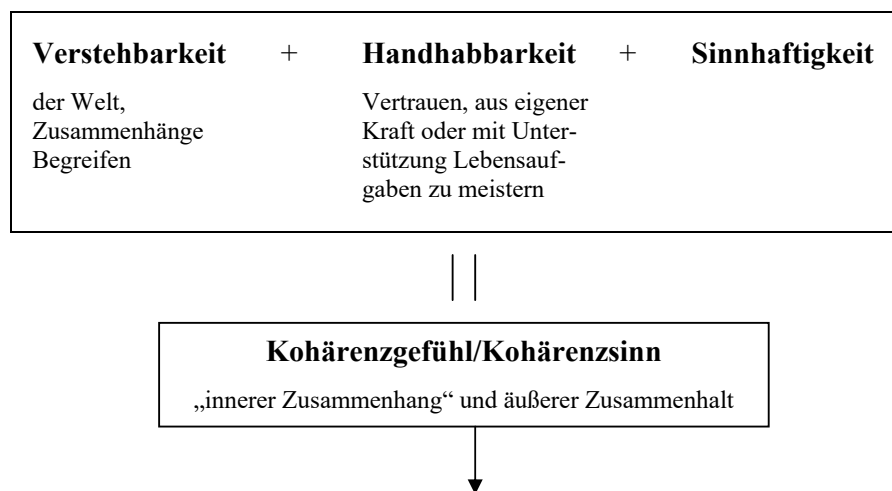 Verstehbarkeit + Handhabbarkeit + Sinnhaftigkeit
der Welt,
Zusammenhänge
Begreifen
Vertrauen, aus eigener
Kraft oder mit Unter-
stützung Lebensauf-
gaben zu meistern
Kohärenzgefühl/Kohärenzsinn
„innerer Zusammenhang“ und äußerer Zusammenhalt